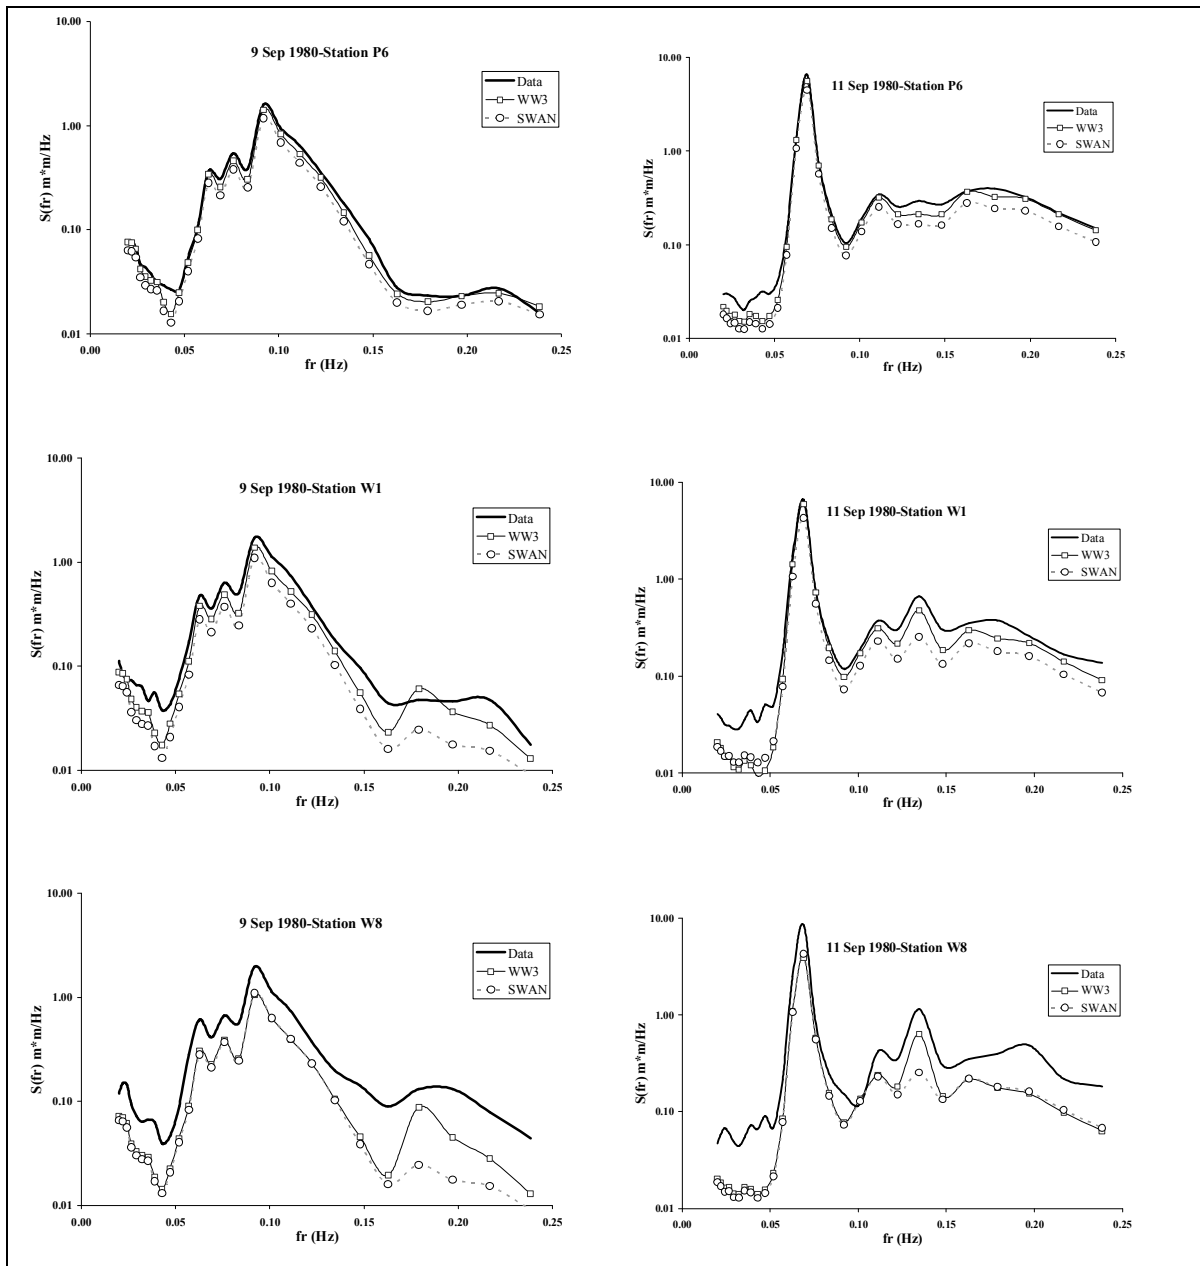 9 Sep 1980-Station P6
S(fr) m*m/Hz
10.00
1.00
0.10
0.01
0.00 0.05 0.10 0.15 0.20 0.25
fr (Hz)
Data
WW3
SWAN
11 Sep 1980-Station P6
S(fr) m*m/Hz
10.00
1.00
0.10
0.01
0.00 0.05 0.10 0.15 0.20 0.25
fr (Hz)
Data
WW3
SWAN
9 Sep 1980-Station W1
S(fr) m*m/Hz
10.00
1.00
0.10
0.01
0.00 0.05 0.10 0.15 0.20 0.25
fr (Hz)
Data
WW3
SWAN
11 Sep 1980-Station W1
S(fr) m*m/Hz
10.00
1.00
0.10
0.01
0.00 0.05 0.10 0.15 0.20 0.25
fr (Hz)
Data
WW3
SWAN
9 Sep 1980-Station W8
S(fr) m*m/Hz
10.00
1.00
0.10
0.01
0.00 0.05 0.10 0.15 0.20 0.25
fr (Hz)
Data
WW3
SWAN
11 Sep 1980-Station W8
S(fr) m*m/Hz
10.00
1.00
0.10
0.01
0.00 0.05 0.10 0.15 0.20 0.25
fr (Hz)
Data
WW3
SWAN